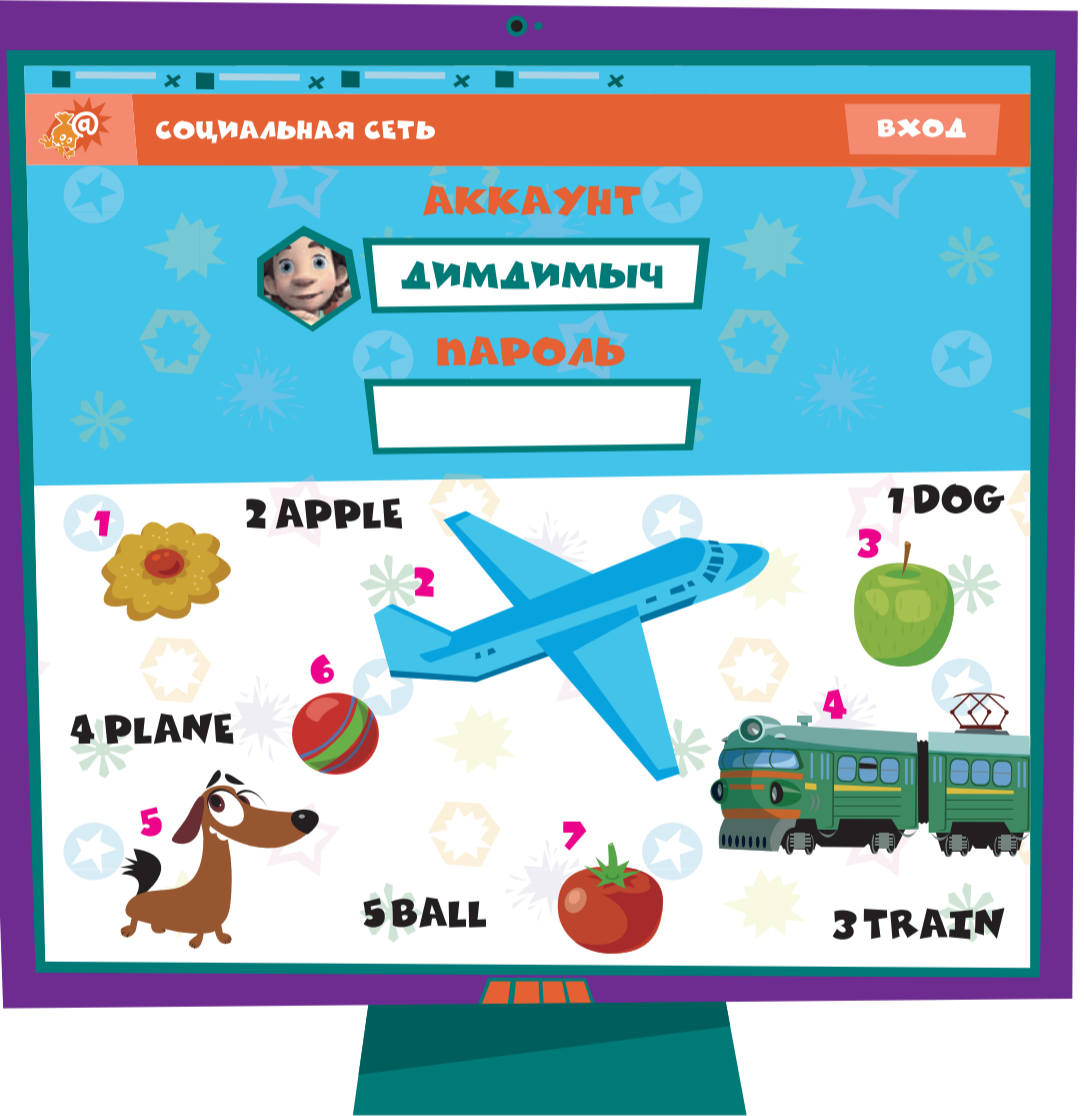 @
СОЦИАЛЬНАЯ СЕТЬ
ВХОД
АККАУНТ
ДИМДИМЫЧ
ПАРОЛЬ
1
2 APPLE
1 DOG
2
3
6
4
4 PLANE
5
7
5 BALL
3 TRAIN